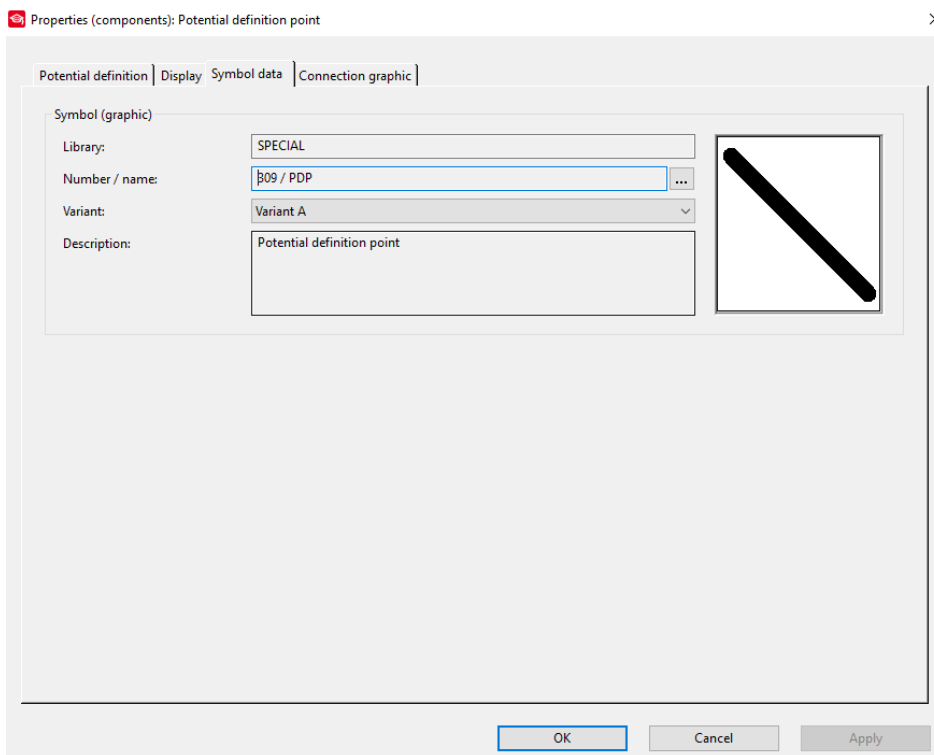 Properties (components): Potential definition point
Potential definition Display Symbol data Connection graphic
Symbol (graphic)
Library: SPECIAL
Number / name: 309 / PDP ...
Variant: Variant A
Description: Potential definition point
OK Cancel Apply